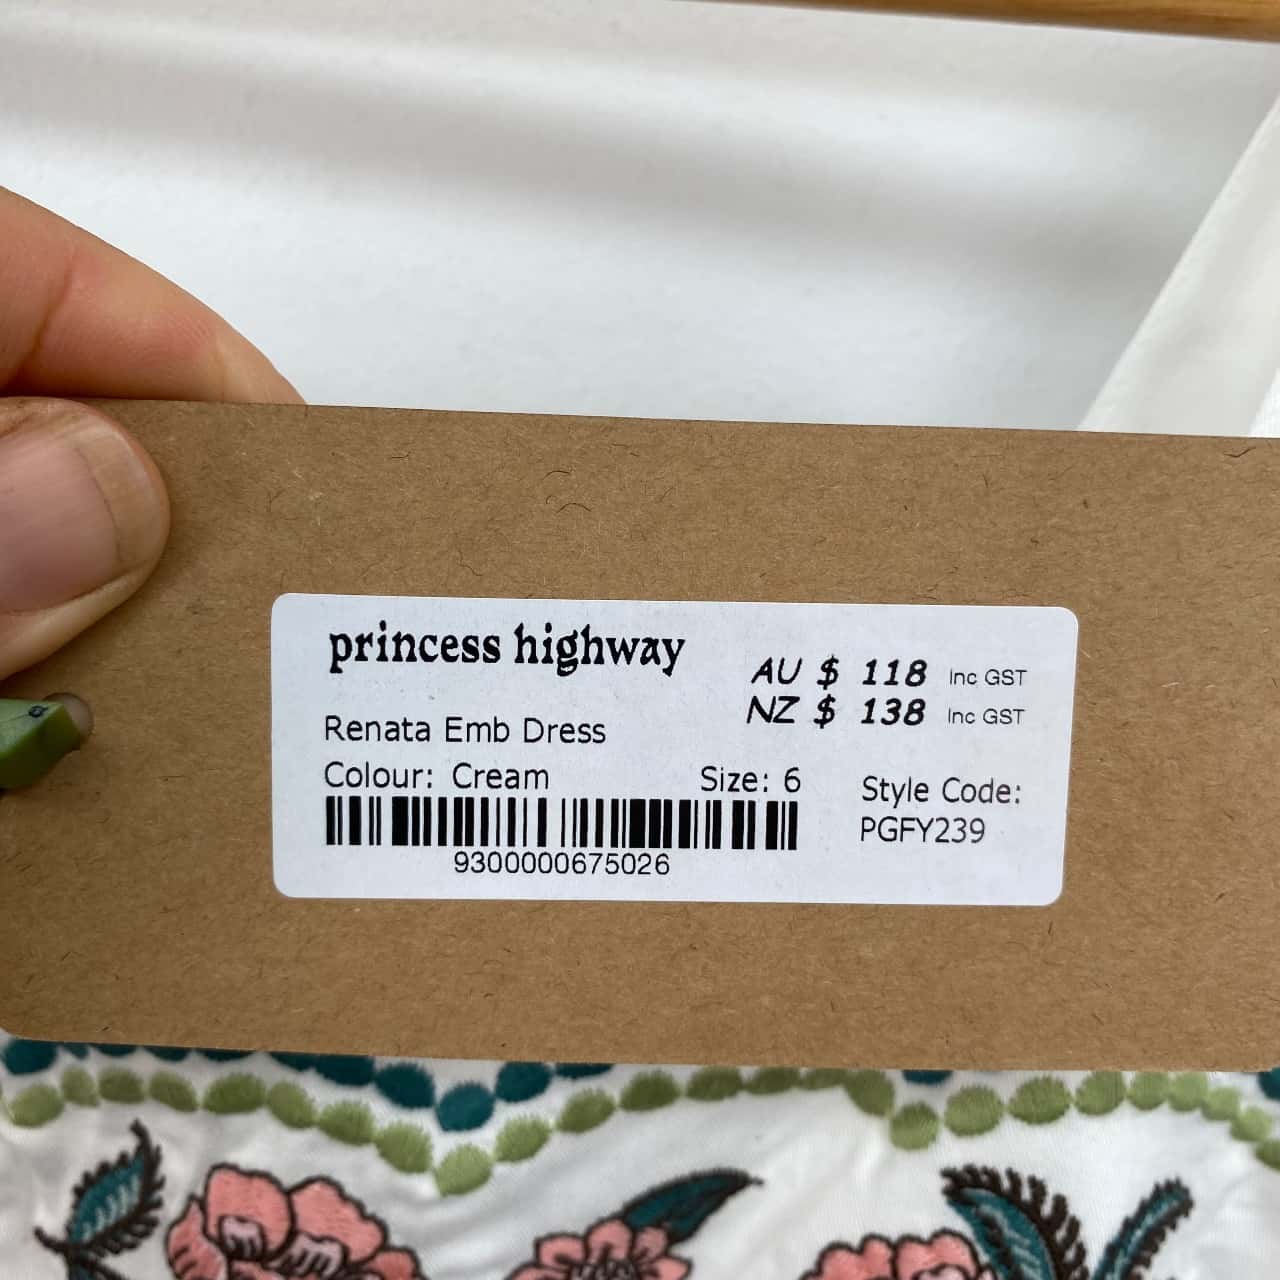 princess highway
AU $ 118 Inc GST
NZ $ 138 Inc GST
Renata Emb Dress
Colour: Cream Size: 6
Style Code:
PGFY239
9300000675026